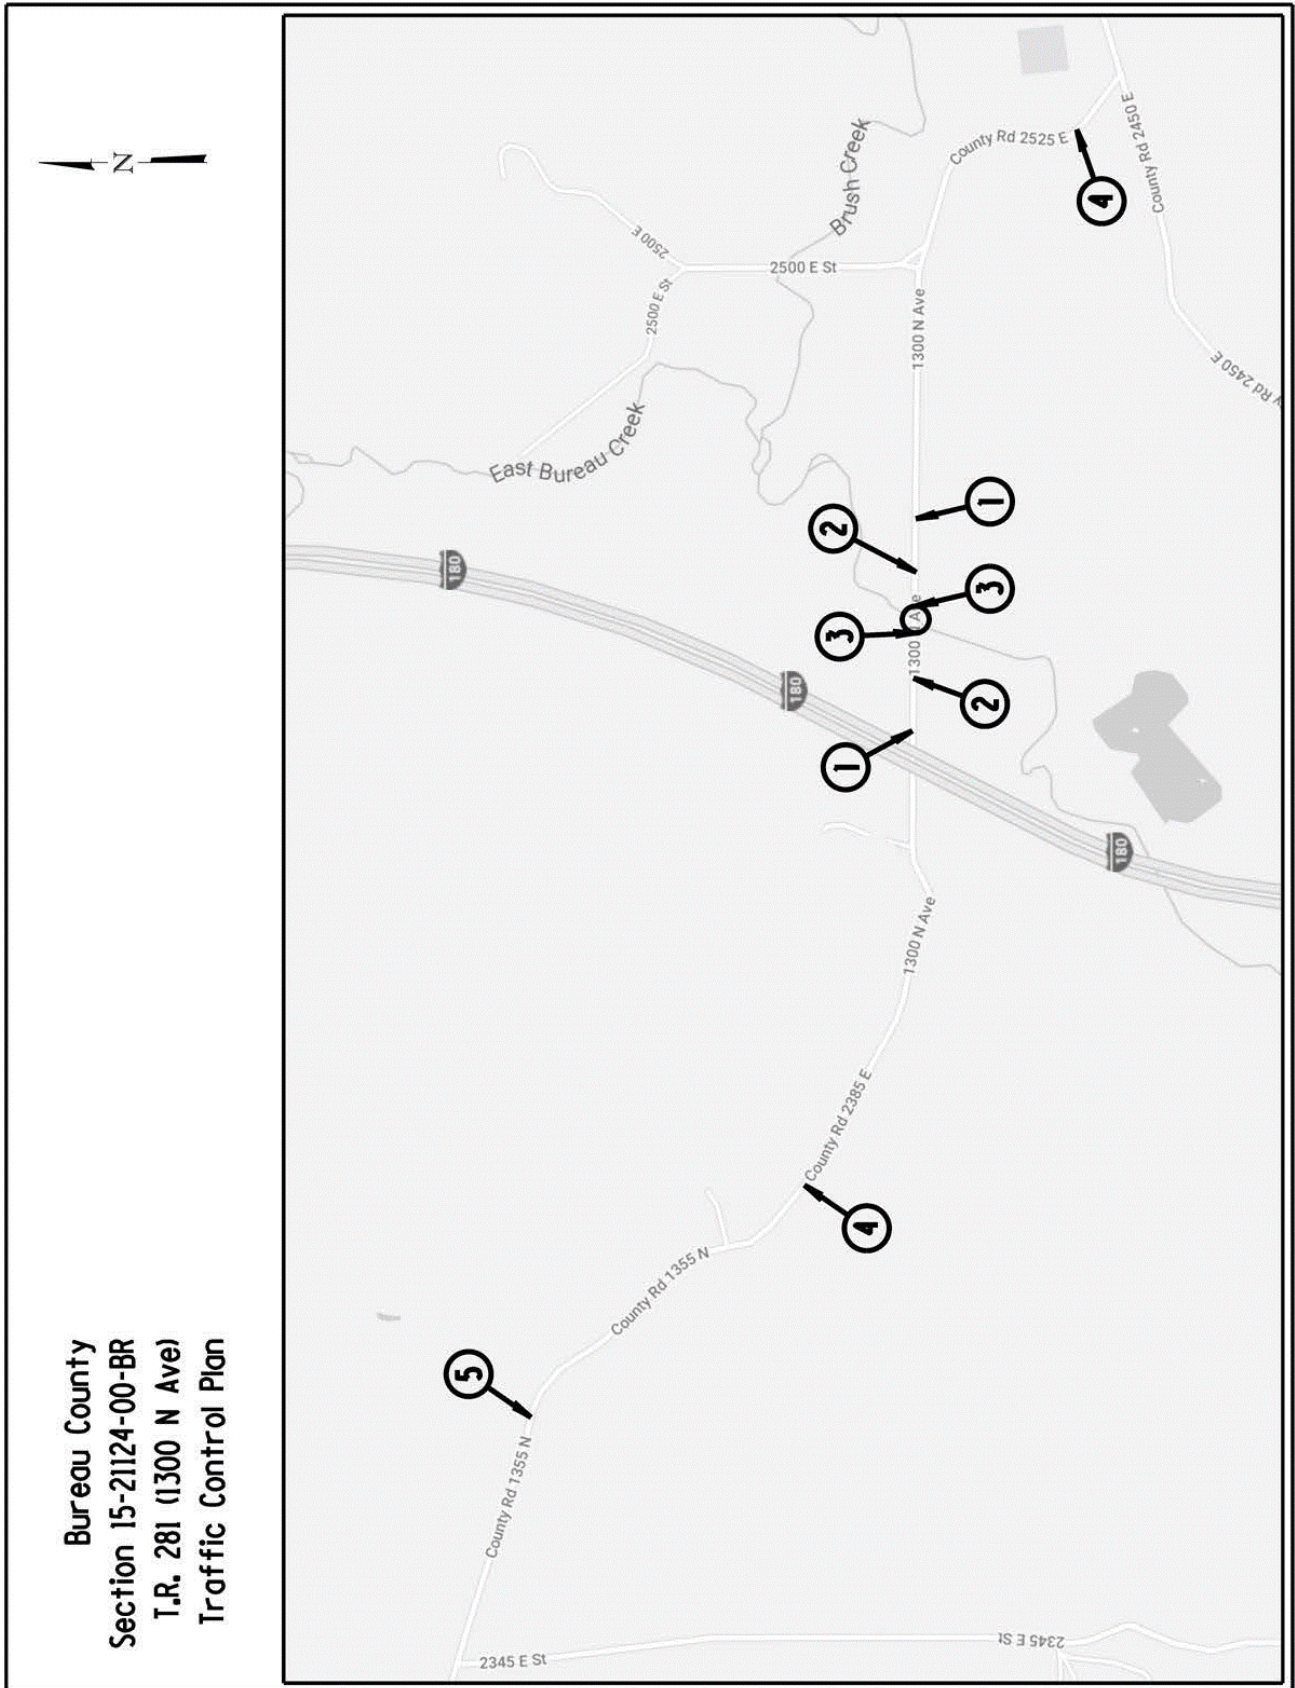 Bureau County
Section 15-21124-00-BR
T.R. 281 (1300 N Ave)
Traffic Control Plan
N
180
East Bureau Creek
2500 E
2500 E St
Brush Creek
2500 E St
County Rd 2525 E
County Rd 2450 E
4
y Rd 2450 E
1300 N Ave
1
2
3
3
1300 N Ave
2
1
180
180
1300 N Ave
County Rd 2385 E
4
County Rd 1355 N
5
County Rd 1355 N
2345 E St
2345 E St